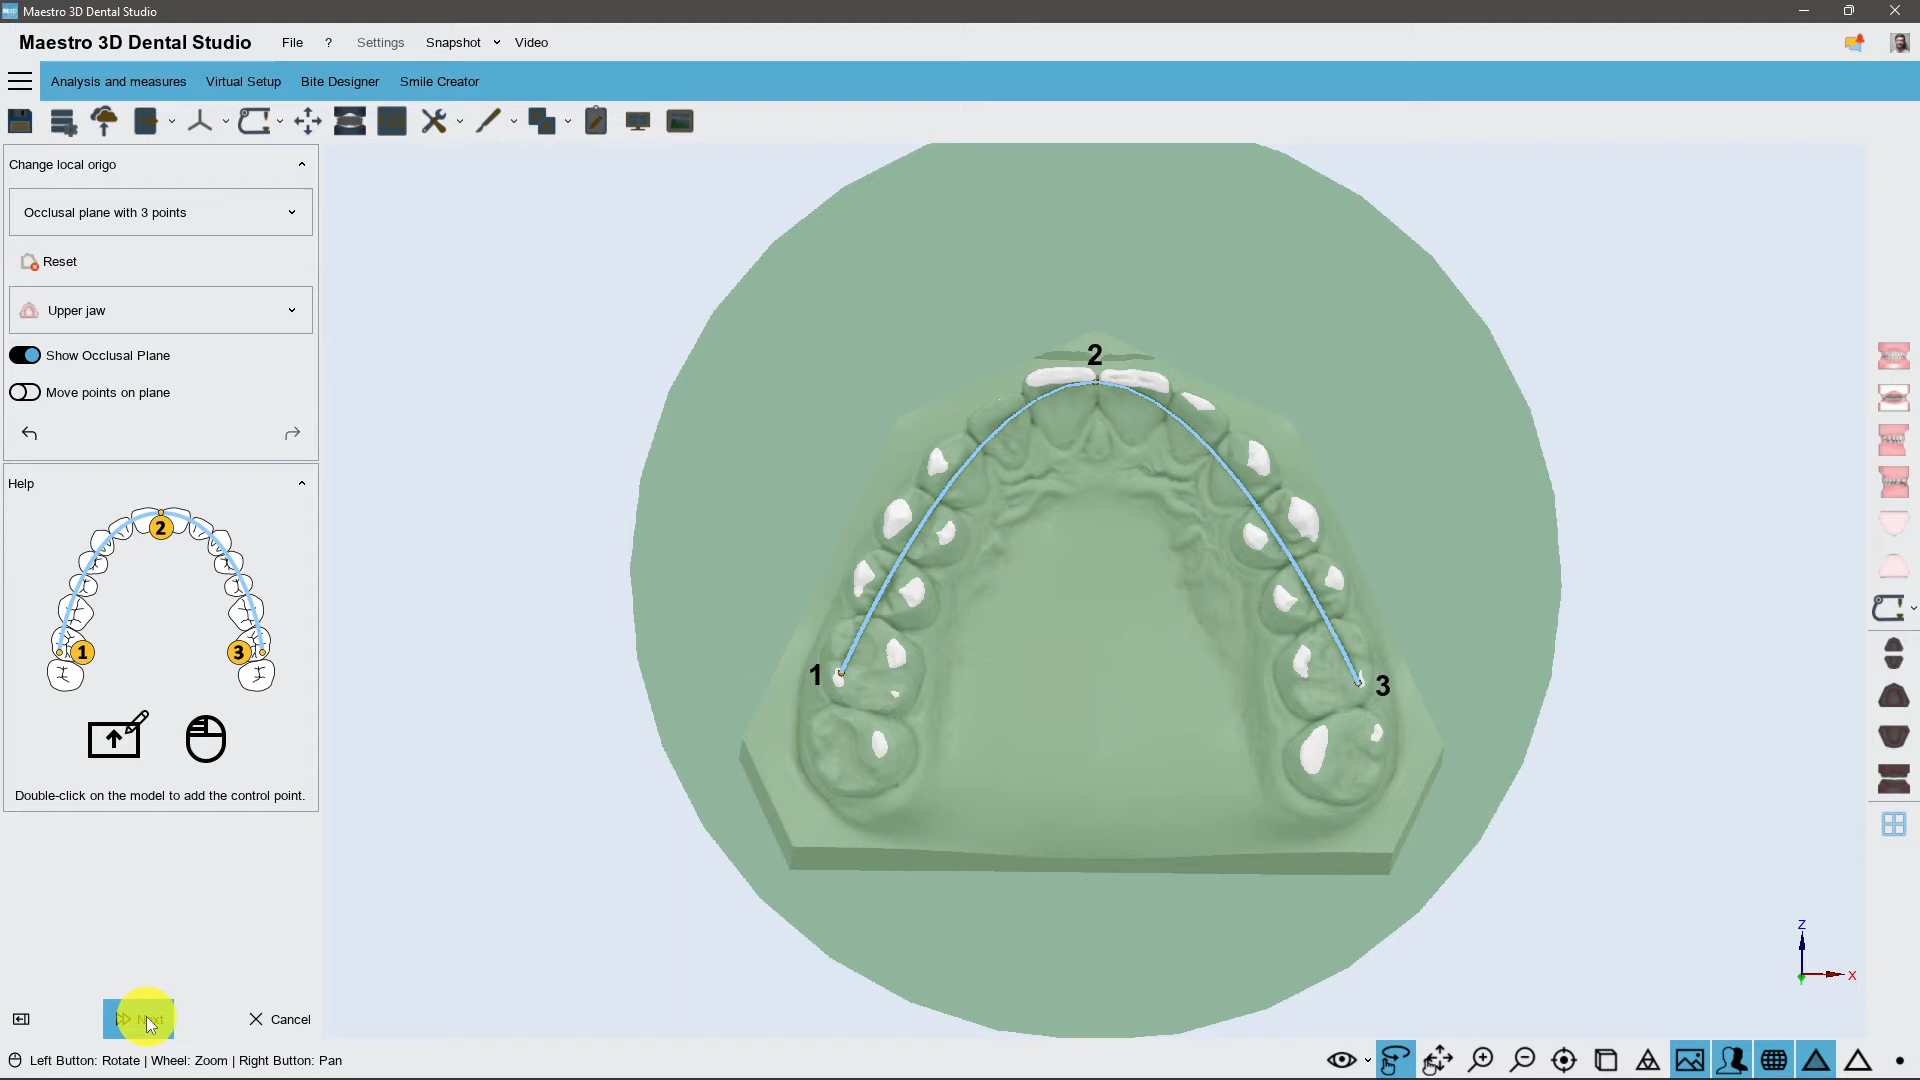 Maestro 3D Dental Studio
Maestro 3D Dental Studio
File ? Settings Snapshot Video
Analysis and measures Virtual Setup Bite Designer Smile Creator
Change local origo
Occlusal plane with 3 points
Reset
Upper jaw
Show Occlusal Plane
Move points on plane
Help
2
1
3
Double-click on the model to add the control point.
2
1
3
Z
X
Next
Cancel
Left Button: Rotate | Wheel: Zoom | Right Button: Pan